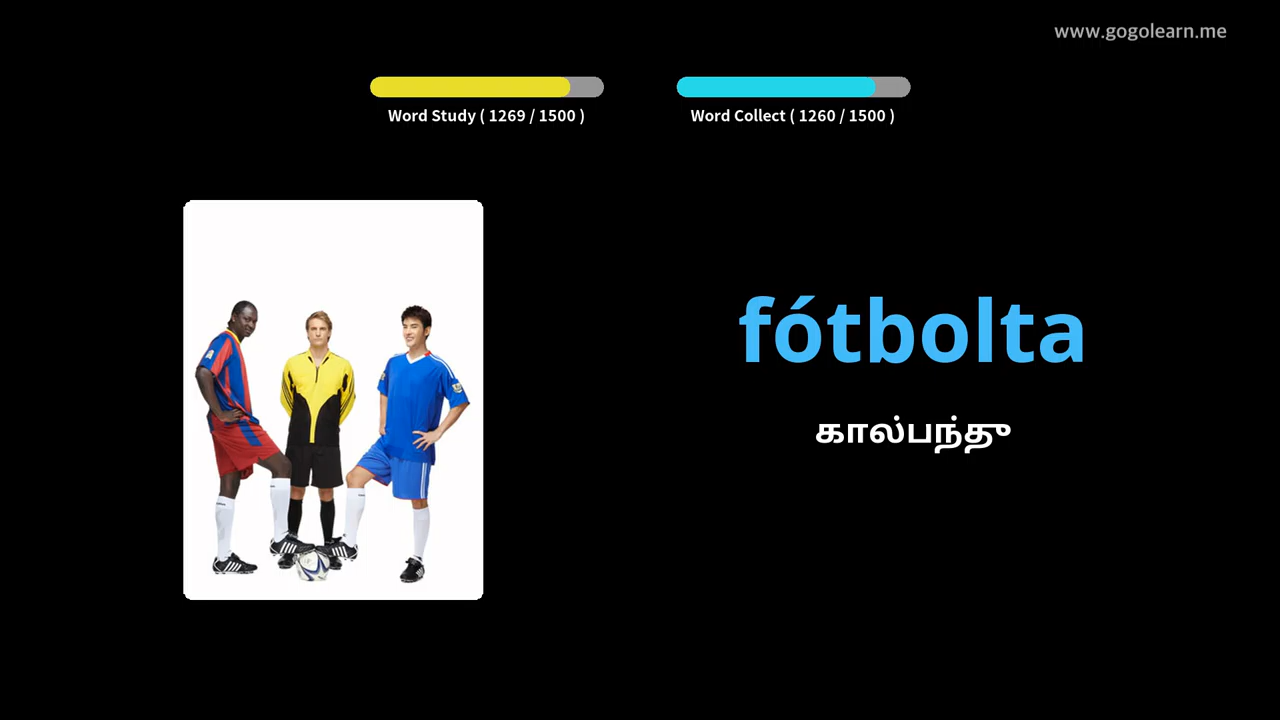 www.gogolearn.me
Word Study ( 1269 / 1500 )
Word Collect ( 1260 / 1500 )
fótbolta
கால்பந்து